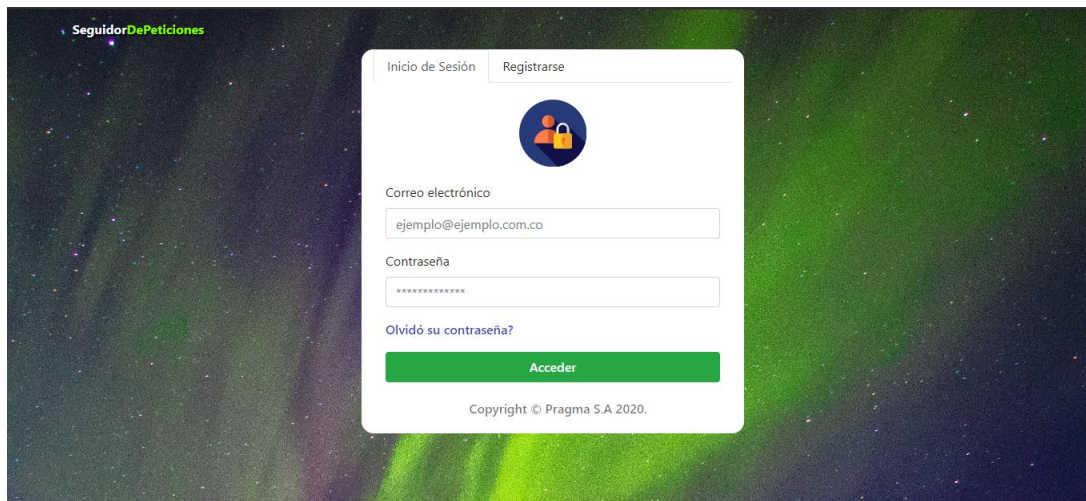 SeguidorDePeticiones
Inicio de Sesión Registrarse
Correo electrónico
ejemplo@ejemplo.com.co
Contraseña
*************
Olvidó su contraseña?
Acceder
Copyright © Pragma S.A 2020.